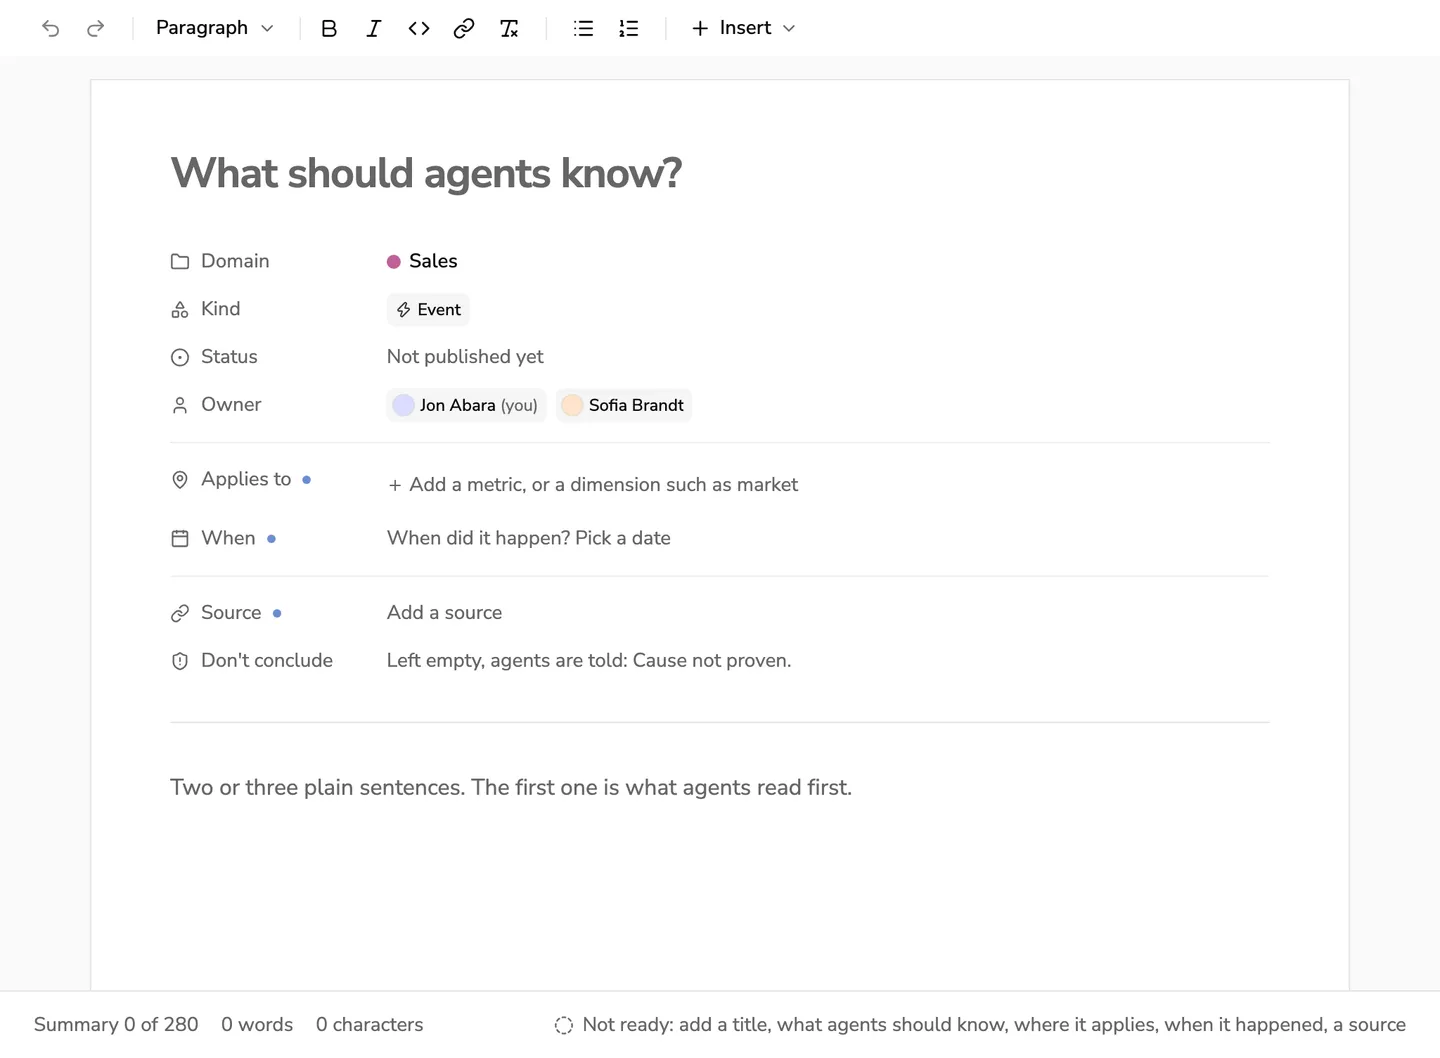 Paragraph
Insert
What should agents know?
Domain Sales
Kind Event
Status Not published yet
Owner Jon Abara (you) Sofia Brandt
Applies to + Add a metric, or a dimension such as market
When When did it happen? Pick a date
Source Add a source
Don't conclude Left empty, agents are told: Cause not proven.
Two or three plain sentences. The first one is what agents read first.
Summary 0 of 280 0 words 0 characters Not ready: add a title, what agents should know, where it applies, when it happened, a source